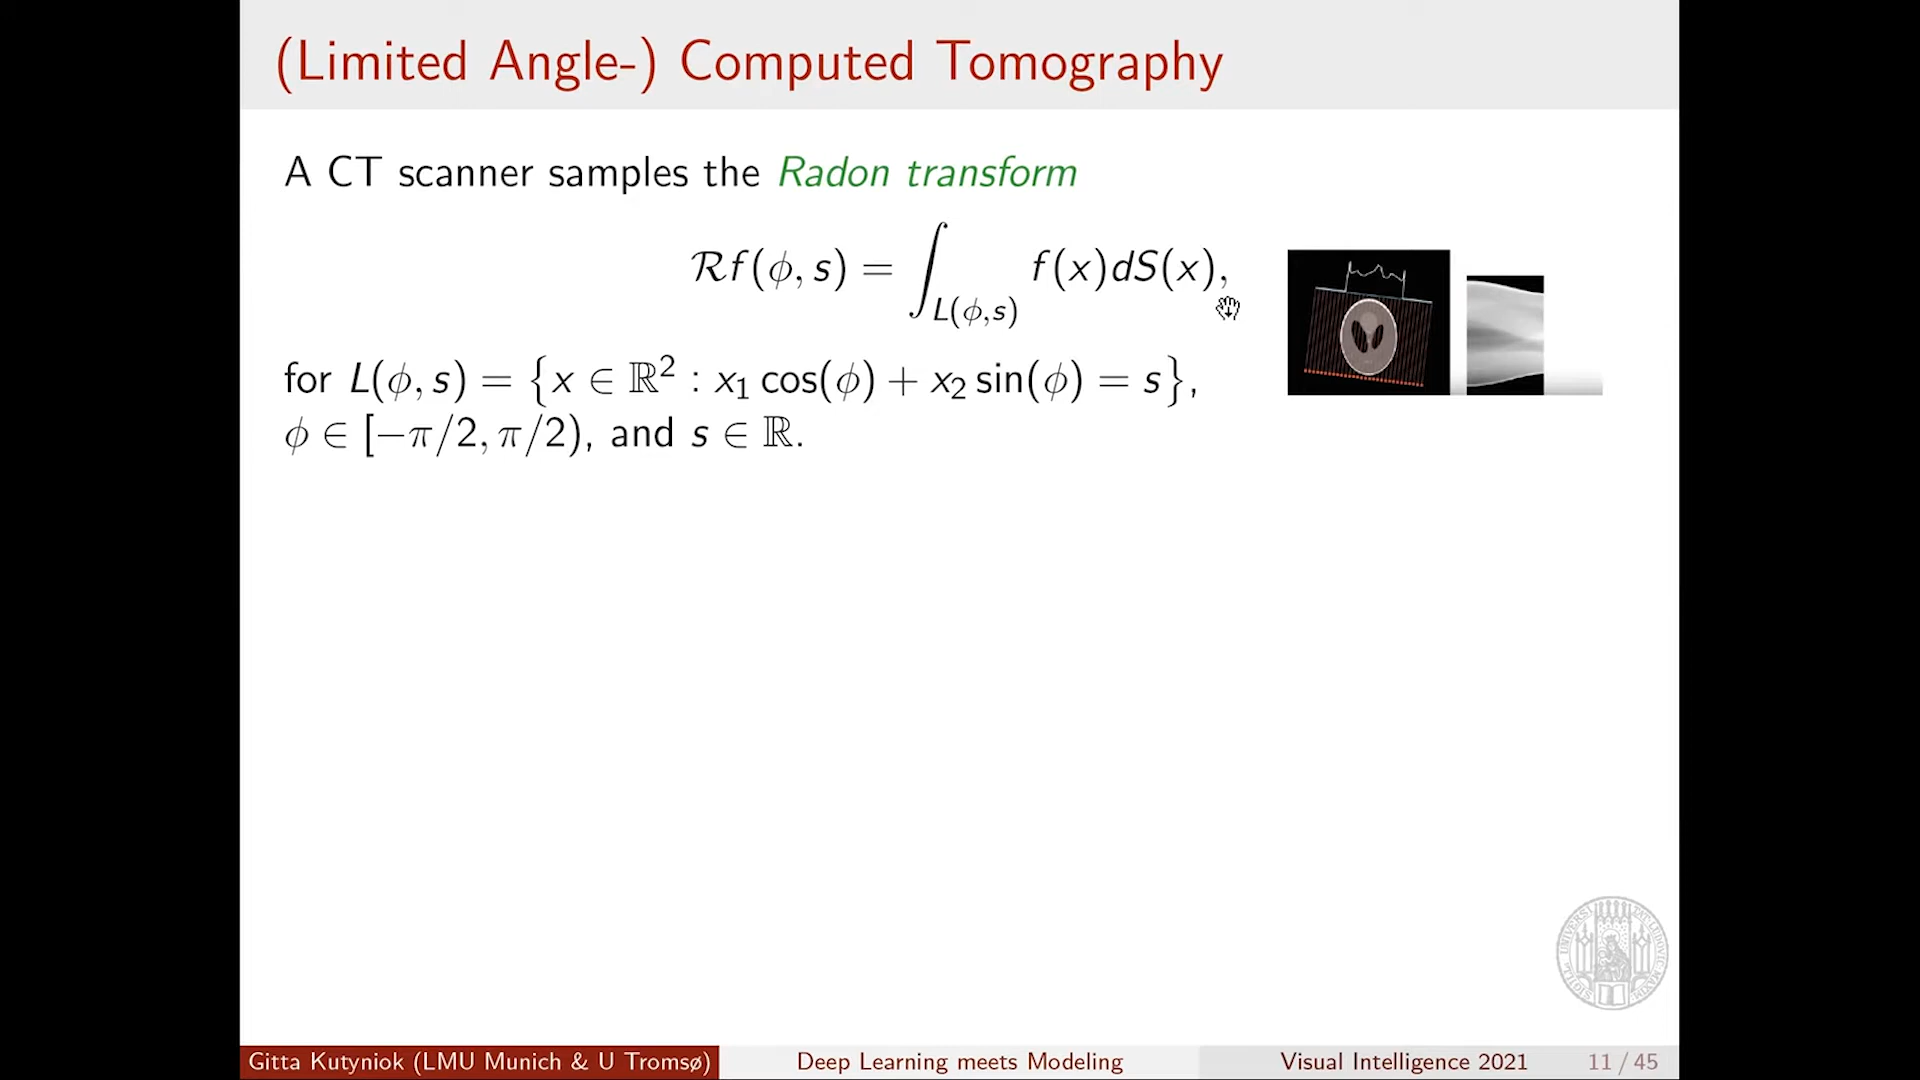 (Limited Angle-) Computed Tomography
A CT scanner samples the Radon transform
ℛf(ϕ, s) = ∫_{L(ϕ,s)} f(x)dS(x),
for L(ϕ, s) = {x ∈ ℝ² : x₁ cos(ϕ) + x₂ sin(ϕ) = s},
ϕ ∈ [−π/2, π/2), and s ∈ ℝ.
Gitta Kutyniok (LMU Munich & U Tromsø) Deep Learning meets Modeling Visual Intelligence 2021 11 / 45